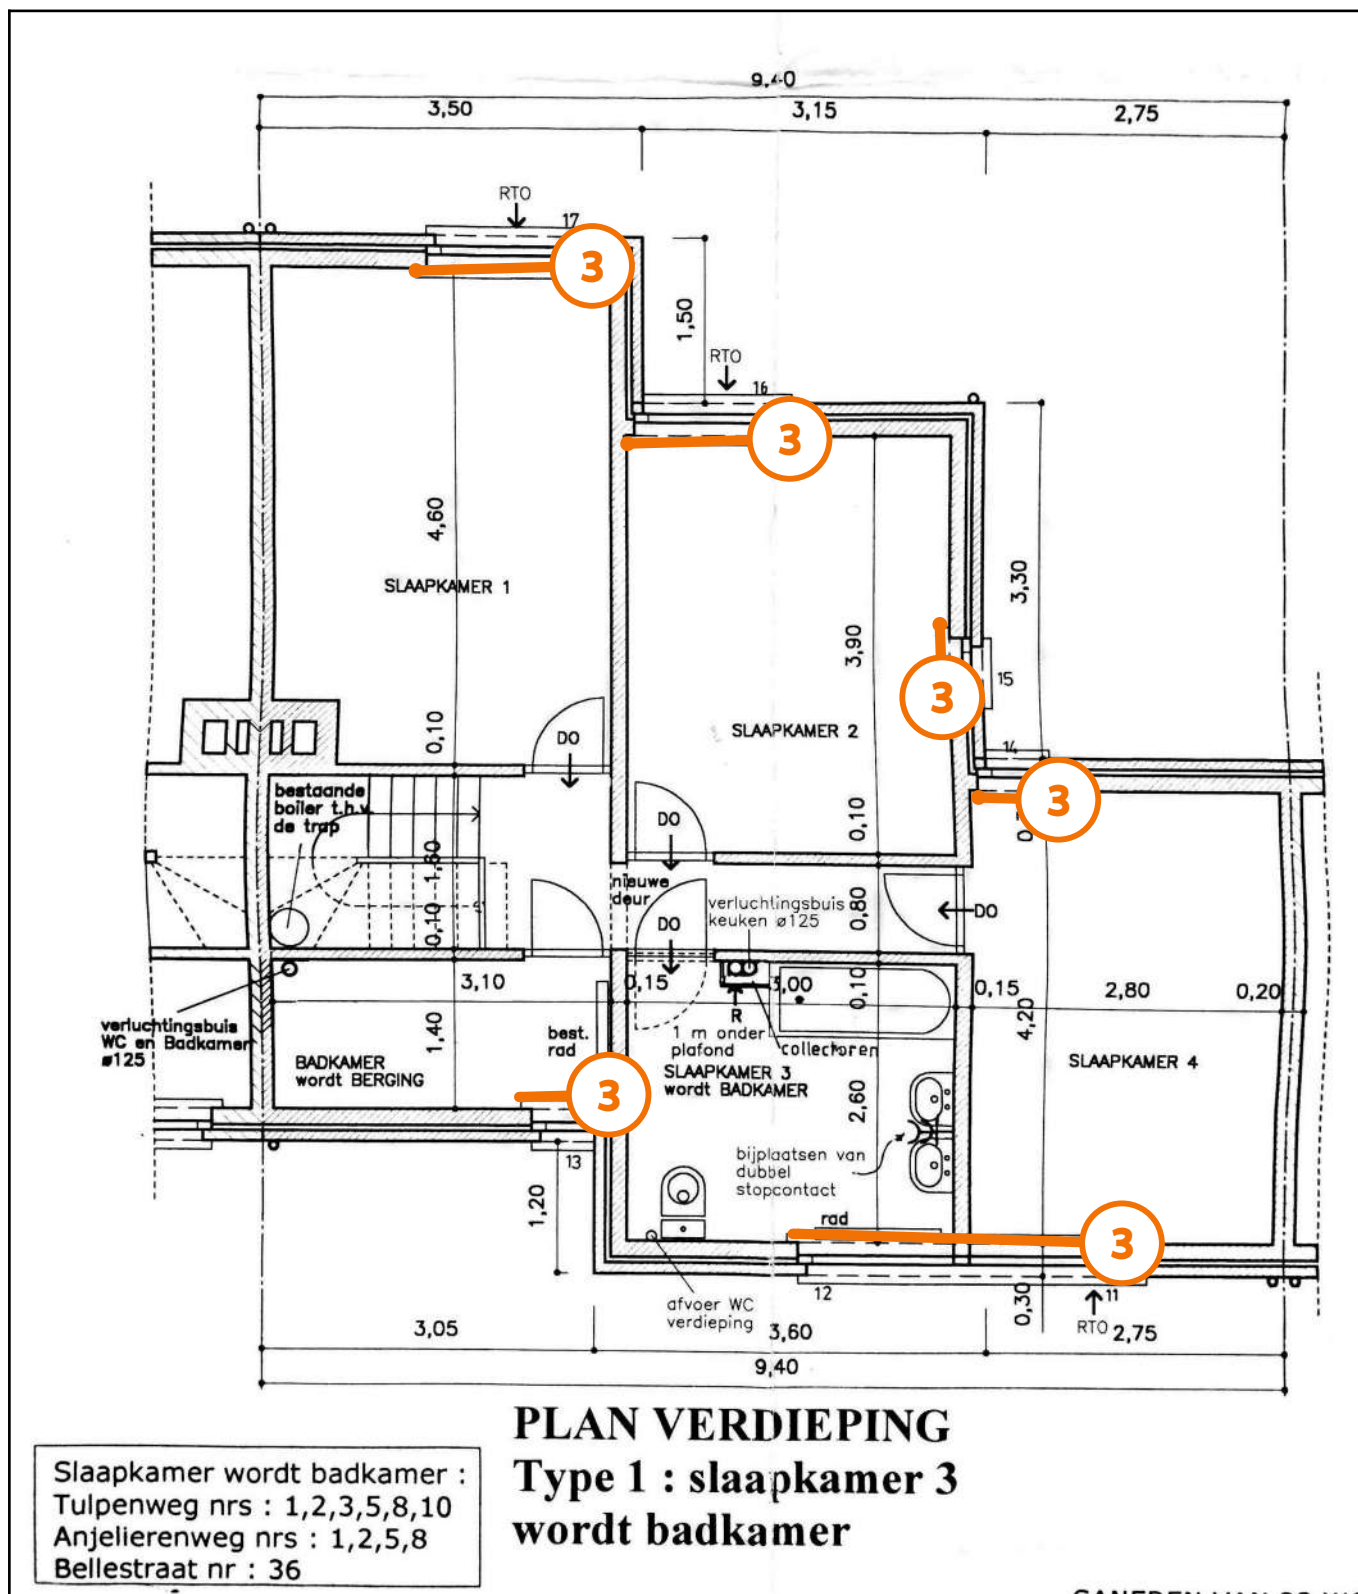 9,40
3,50
3,15
2,75
RTO
17
3
1,50
RTO
16
3
4,60
SLAAPKAMER 1
3,30
3,90
15
3
SLAAPKAMER 2
0,10
DO
14
3
bestaande
boiler t.h.v.
de trap
0,10
DO
1,60
nieuwe
deur
verluchtingsbuis
keuken ø125
0,80
DO
DO
0,10
3,10
0,15
3,00
0,10
0,15
2,80
0,20
verluchtingsbuis
WC en Badkamer
ø125
1,40
best.
rad
R
1 m onder
plafond
collectoren
4,20
BADKAMER
wordt BERGING
SLAAPKAMER 3
wordt BADKAMER
SLAAPKAMER 4
3
2,60
bijplaatsen van
dubbel
stopcontact
13
1,20
rad
3
12
11
afvoer WC
verdieping
0,30
RTO
3,05
3,60
2,75
9,40
PLAN VERDIEPING
Type 1 : slaapkamer 3
wordt badkamer
Slaapkamer wordt badkamer :
Tulpenweg nrs : 1,2,3,5,8,10
Anjelierenweg nrs : 1,2,5,8
Bellestraat nr : 36